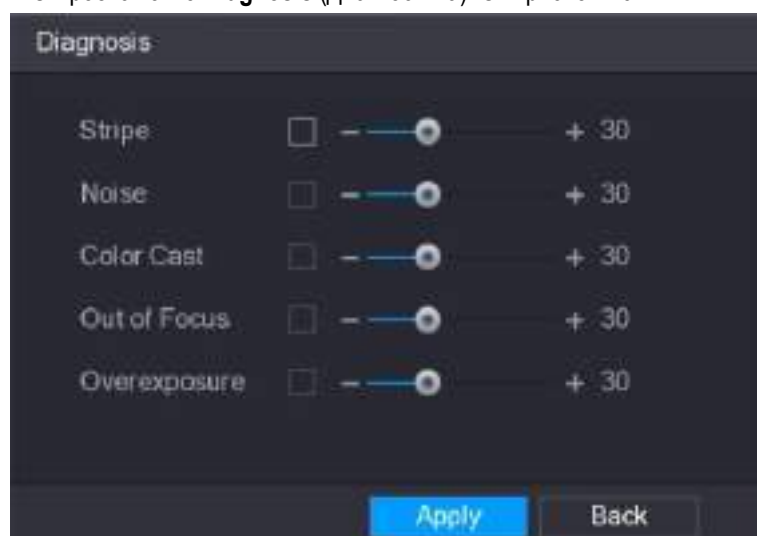 Diagnosis
Stripe - + 30
Noise - + 30
Color Cast - + 30
Out of Focus - + 30
Overexposure - + 30
Apply Back